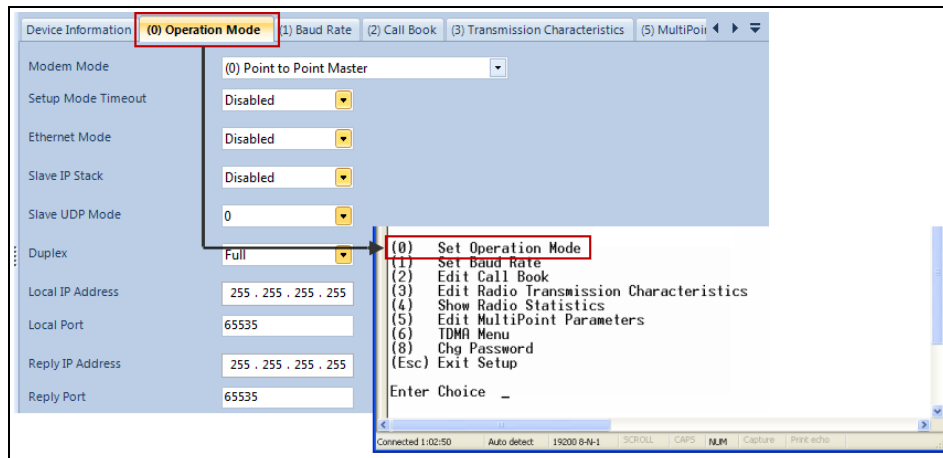 Device Information (0) Operation Mode (1) Baud Rate (2) Call Book (3) Transmission Characteristics (5) MultiPoi
Modem Mode (0) Point to Point Master
Setup Mode Timeout Disabled
Ethernet Mode Disabled
Slave IP Stack Disabled
Slave UDP Mode 0
Duplex Full
Local IP Address 255 . 255 . 255 . 255
Local Port 65535
Reply IP Address 255 . 255 . 255 . 255
Reply Port 65535
(0) Set Operation Mode
(1) Set Baud Rate
(2) Edit Call Book
(3) Edit Radio Transmission Characteristics
(4) Show Radio Statistics
(5) Edit MultiPoint Parameters
(6) TDMA Menu
(8) Chg Password
(Esc) Exit Setup
Enter Choice _
Connected 1:02:50 Auto detect 19200 8-N-1 SCROLL CAPS NUM Capture Print echo